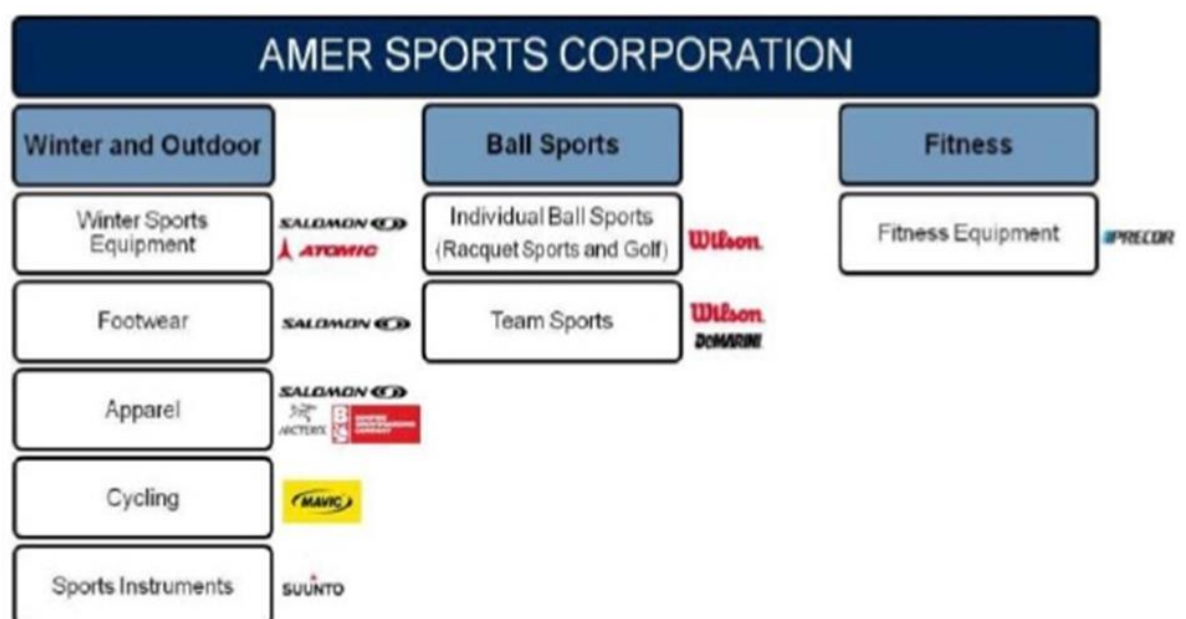 AMER SPORTS CORPORATION
Winter and Outdoor
Winter Sports
Equipment
SALOMON
ATOMIC
Footwear
SALOMON
Apparel
SALOMON
ARC'TERYX
Cycling
MAVIC
Sports Instruments
SUUNTO
Ball Sports
Individual Ball Sports
(Racquet Sports and Golf)
Wilson
Team Sports
Wilson
DeMARINI
Fitness
Fitness Equipment
PRECOR